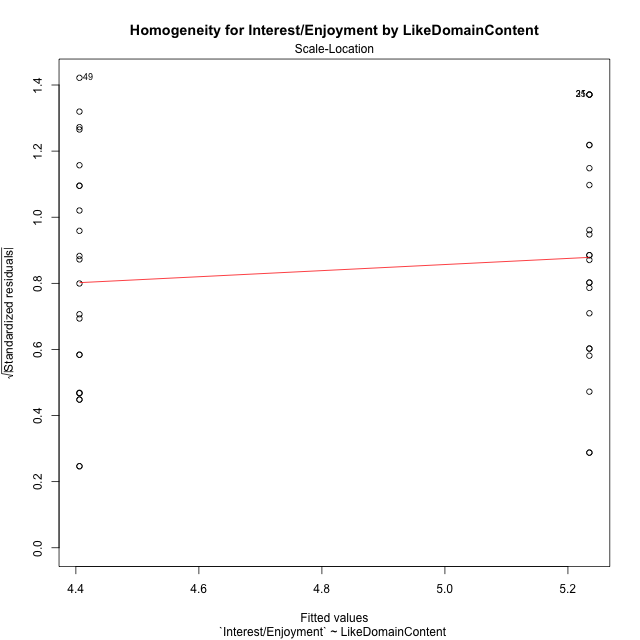 Homogeneity for Interest/Enjoyment by LikeDomainContent
Scale-Location
√|Standardized residuals|
0.0 0.2 0.4 0.6 0.8 1.0 1.2 1.4
49
4.4 4.6 4.8 5.0 5.2
Fitted values
`Interest/Enjoyment` ~ LikeDomainContent